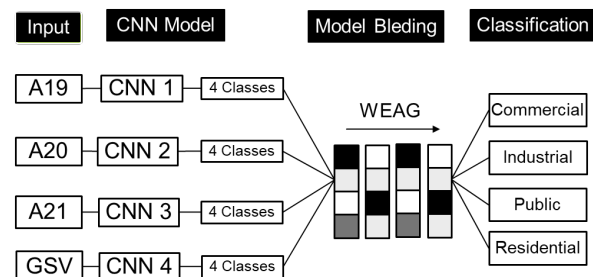 Input CNN Model Model Bleding Classification
A19 CNN 1 4 Classes
A20 CNN 2 4 Classes
A21 CNN 3 4 Classes
GSV CNN 4 4 Classes
WEAG
Commercial
Industrial
Public
Residential